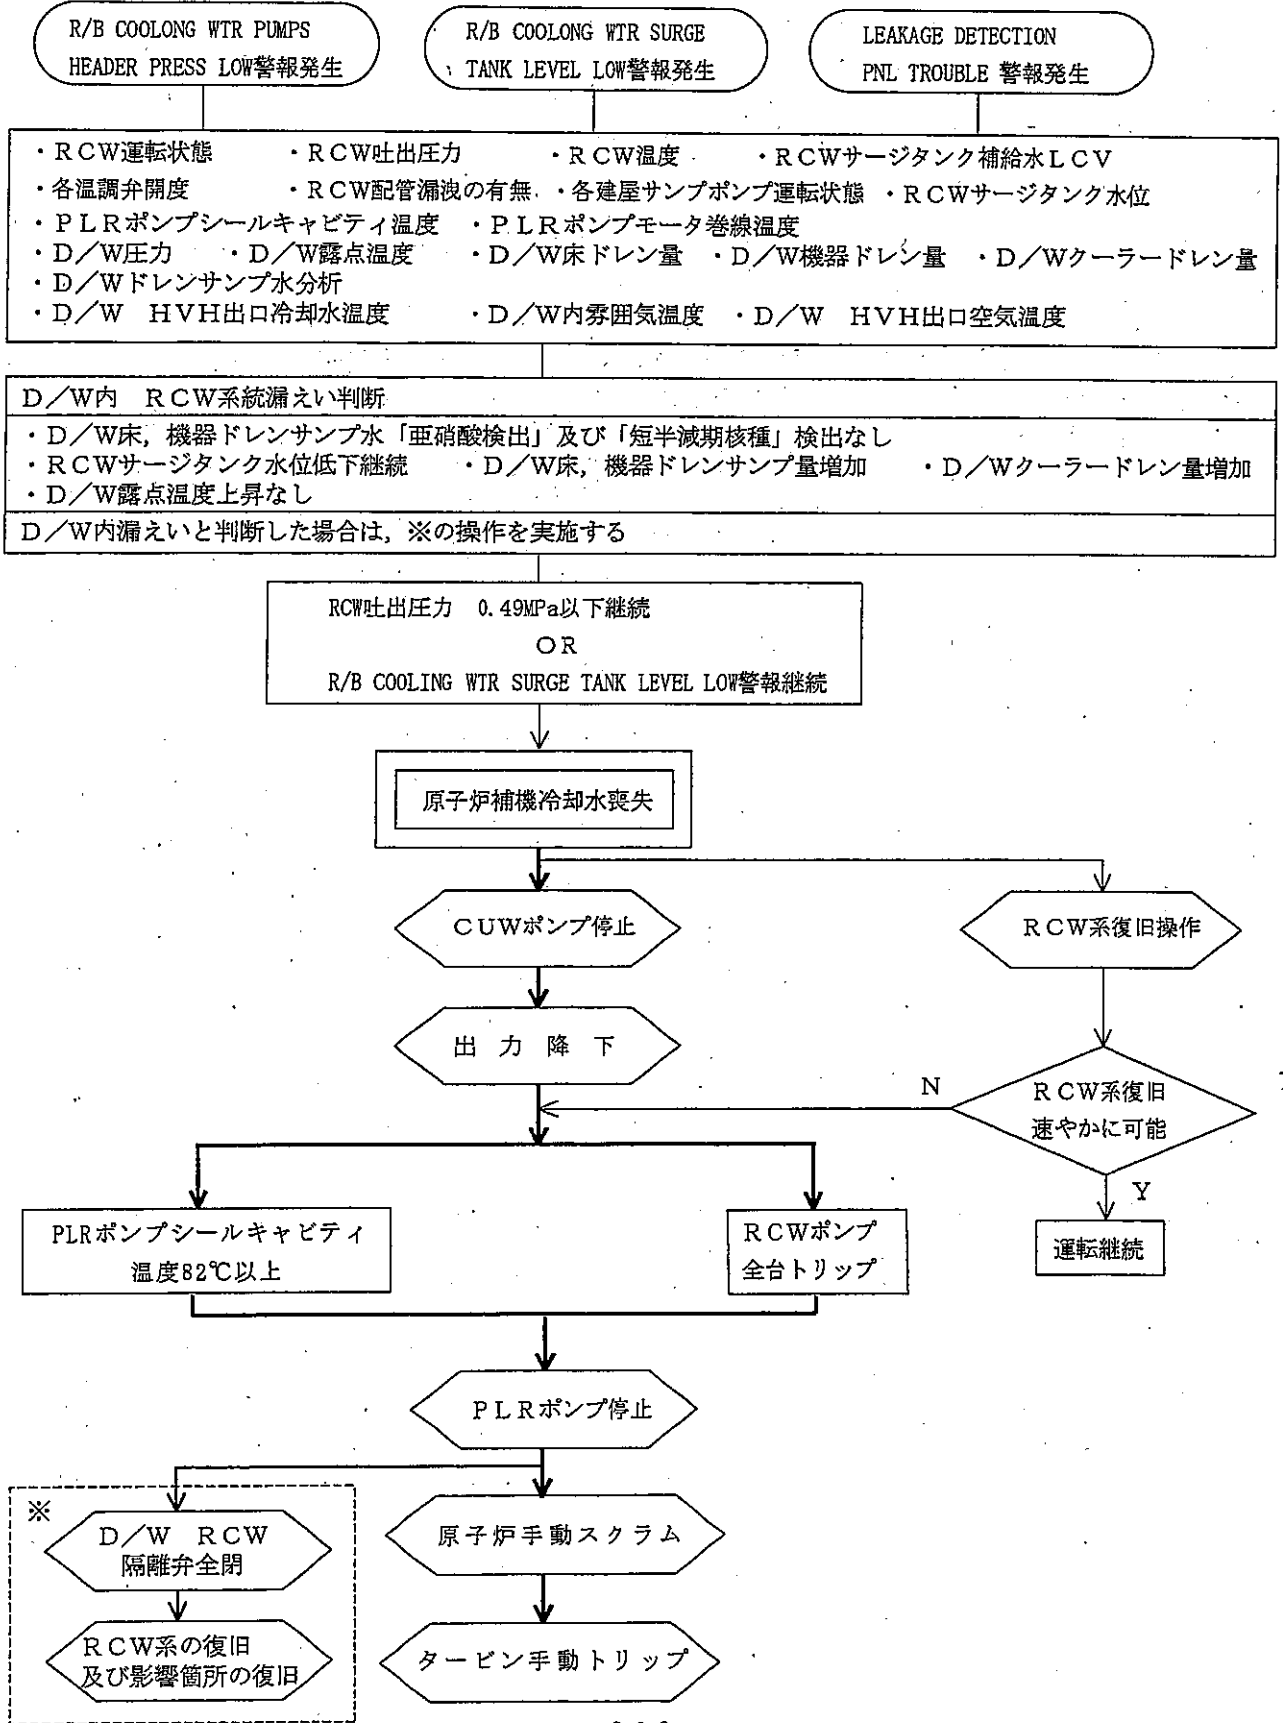 R/B COOLONG WTR PUMPS
HEADER PRESS LOW警報発生
R/B COOLONG WTR SURGE
TANK LEVEL LOW警報発生
LEAKAGE DETECTION
PNL TROUBLE 警報発生
・RCW運転状態 ・RCW吐出圧力 ・RCW温度 ・RCWサージタンク補給水LCV
・各温調弁開度 ・RCW配管漏洩の有無 ・各建屋サンプポンプ運転状態 ・RCWサージタンク水位
・PLRポンプシールキャビティ温度 ・PLRポンプモータ巻線温度
・D/W圧力 ・D/W露点温度 ・D/W床ドレン量 ・D/W機器ドレン量 ・D/Wクーラードレン量
・D/Wドレンサンプ水分析
・D/W HVH出口冷却水温度 ・D/W内雰囲気温度 ・D/W HVH出口空気温度
D/W内 RCW系統漏えい判断
・D/W床，機器ドレンサンプ水「亜硝酸検出」及び「短半減期核種」検出なし
・RCWサージタンク水位低下継続 ・D/W床，機器ドレンサンプ量増加 ・D/Wクーラードレン量増加
・D/W露点温度上昇なし
D/W内漏えいと判断した場合は，※の操作を実施する
RCW吐出圧力 0.49MPa以下継続
OR
R/B COOLING WTR SURGE TANK LEVEL LOW警報継続
原子炉補機冷却水喪失
CUWポンプ停止
RCW系復旧操作
出力降下
N
RCW系復旧
速やかに可能
Y
PLRポンプシールキャビティ
温度82℃以上
RCWポンプ
全台トリップ
運転継続
PLRポンプ停止
※
D/W RCW
隔離弁全閉
原子炉手動スクラム
RCW系の復旧
及び影響箇所の復旧
タービン手動トリップ